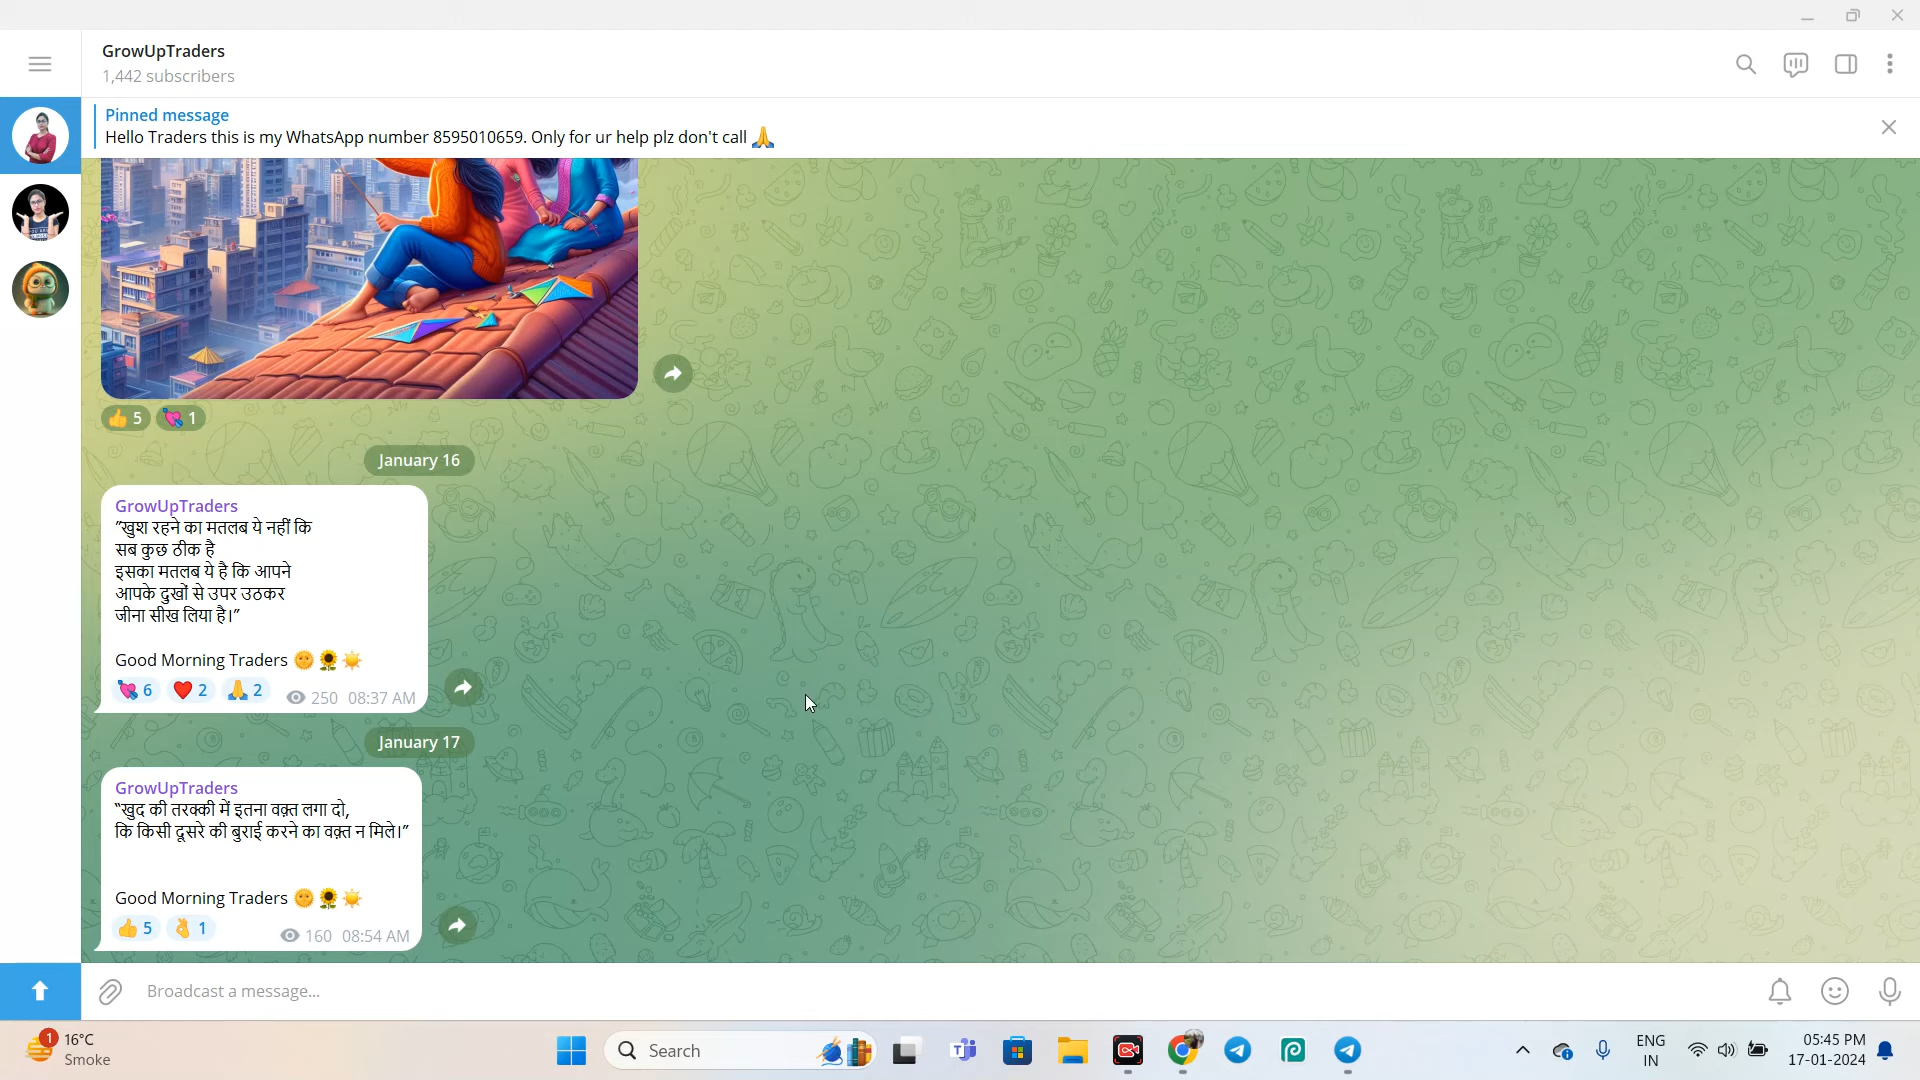 GrowUpTraders
1,442 subscribers
Pinned message
Hello Traders this is my WhatsApp number 8595010659. Only for ur help plz don't call 🙏
👍 5 💘 1
January 16
GrowUpTraders
“खुश रहने का मतलब ये नहीं कि
सब कुछ ठीक है
इसका मतलब ये है कि आपने
आपके दुखों से उपर उठकर
जीना सीख लिया है।”
Good Morning Traders 🌞🌻☀️
💘 6 ❤️ 2 🙏 2 250 08:37 AM
January 17
GrowUpTraders
“खुद की तरक्की में इतना वक़्त लगा दो,
कि किसी दूसरे की बुराई करने का वक़्त न मिले।”
Good Morning Traders 🌞🌻☀️
👍 5 👌 1 160 08:54 AM
Broadcast a message...
1 16°C
Smoke
Search
ENG
IN
05:45 PM
17-01-2024